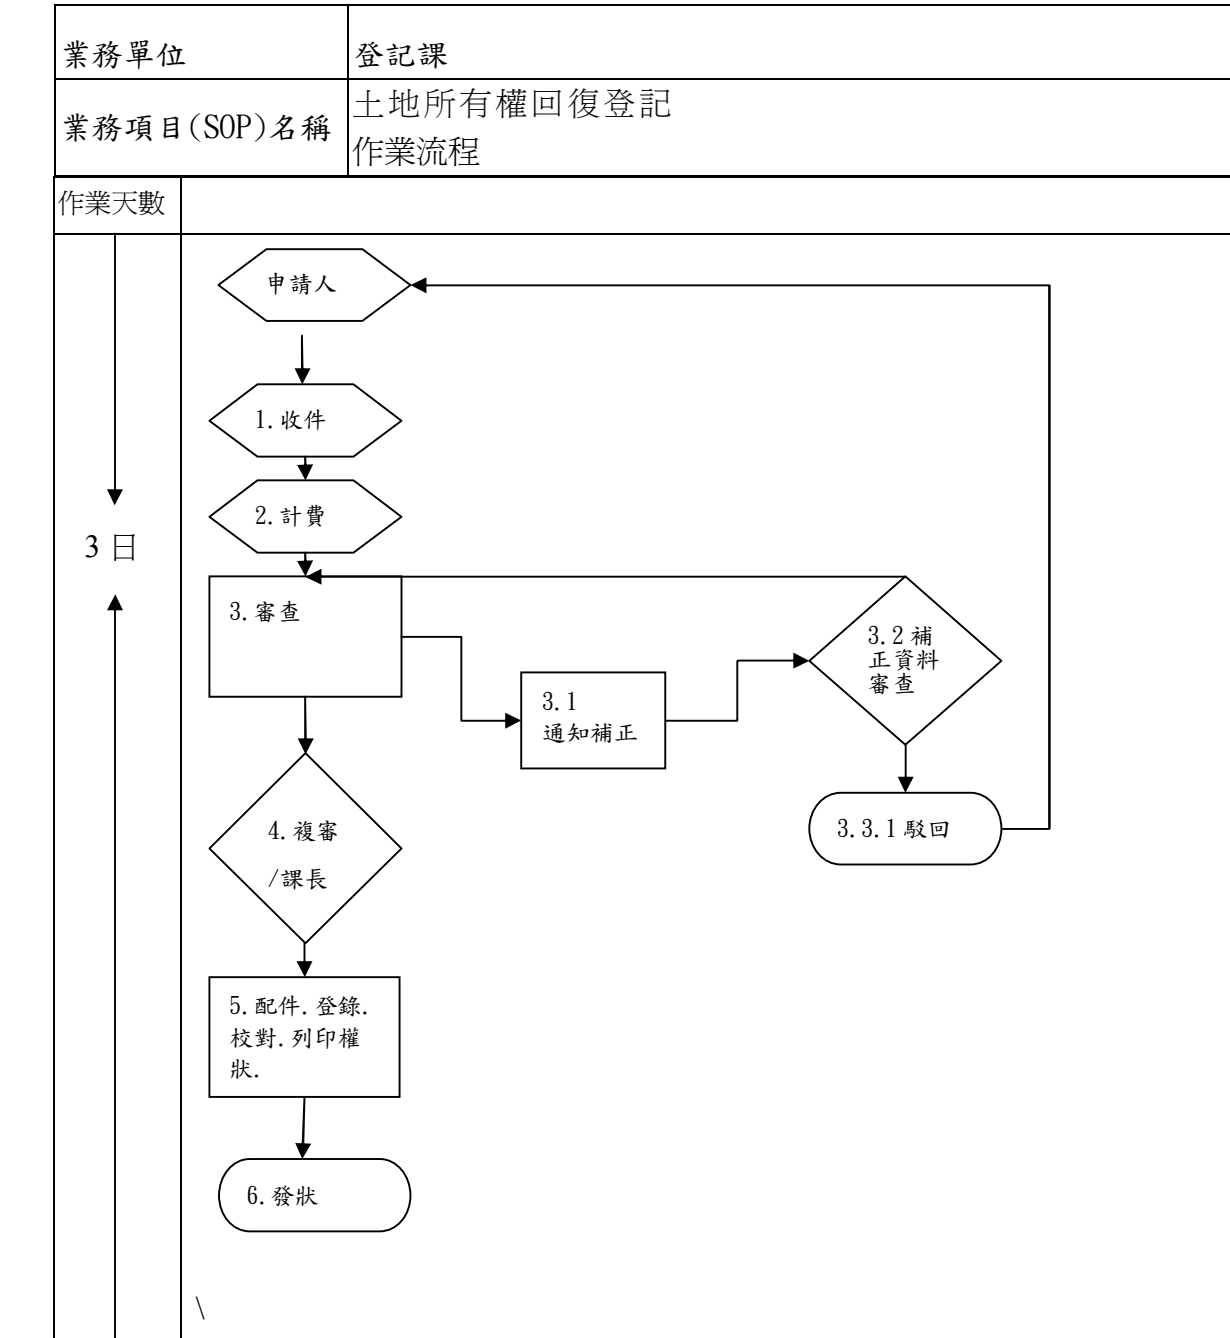 業務單位
登記課
業務項目(SOP)名稱
土地所有權回復登記
作業流程
作業天數
申請人
1.收件
2.計費
3日
3.審查
3.1
通知補正
3.2補
正資料
審查
3.3.1駁回
4.複審
/課長
5.配件.登錄.
校對.列印權
狀.
6.發狀
\